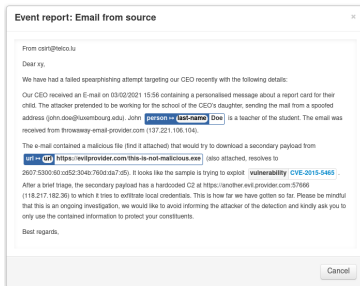 Event report: Email from source
×
From csirt@telco.lu
Dear xy,
We have had a failed spearphishing attempt targeting our CEO recently with the following details:
Our CEO received an E-mail on 03/02/2021 15:56 containing a personalised message about a report card for their
child. The attacker pretended to be working for the school of the CEO's daughter, sending the mail from a spoofed
address (john.doe@luxembourg.edu). John person ↦ last-name Doe is a teacher of the student. The email was
received from throwaway-email-provider.com (137.221.106.104).
The e-mail contained a malicious file (find it attached) that would try to download a secondary payload from
url ↦ url https://evilprovider.com/this-is-not-malicious.exe (also attached, resolves to
2607:5300:60:cd52:304b:760d:da7:d5). It looks like the sample is trying to exploit vulnerability CVE-2015-5465 .
After a brief triage, the secondary payload has a hardcoded C2 at https://another.evil.provider.com:57666
(118.217.182.36) to which it tries to exfiltrate local credentials. This is how far we have gotten so far. Please be mindful
that this is an ongoing investigation, we would like to avoid informing the attacker of the detection and kindly ask you to
only use the contained information to protect your constituents.
Best regards,
Cancel